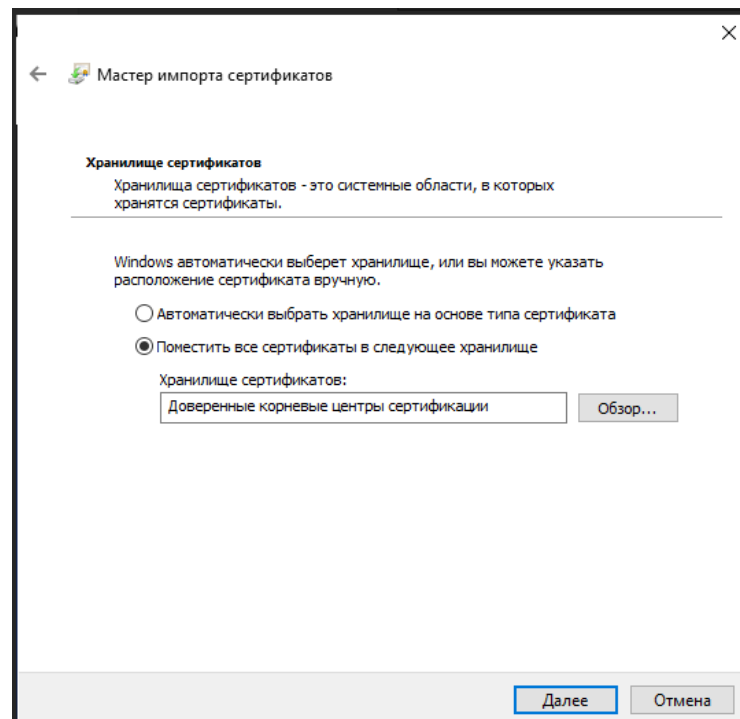 Мастер импорта сертификатов
Хранилище сертификатов
Хранилища сертификатов - это системные области, в которых
хранятся сертификаты.
Windows автоматически выберет хранилище, или вы можете указать
расположение сертификата вручную.
Автоматически выбрать хранилище на основе типа сертификата
Поместить все сертификаты в следующее хранилище
Хранилище сертификатов:
Доверенные корневые центры сертификации
Обзор...
Далее
Отмена